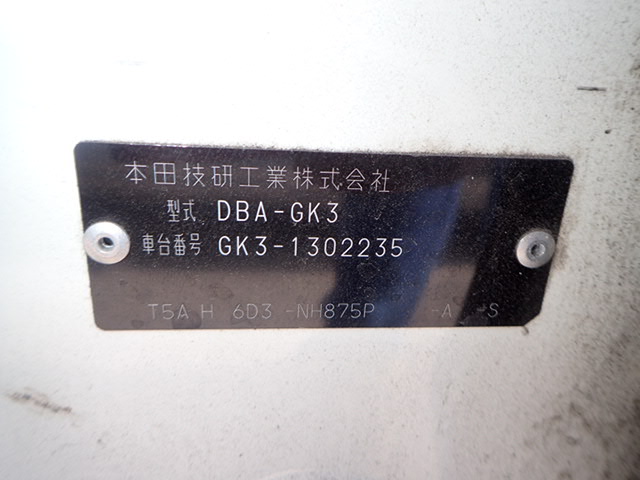 本田技研工業株式会社
型式 DBA-GK3
車台番号 GK3-1302235
T5A H 6D3 -NH875P -A -S